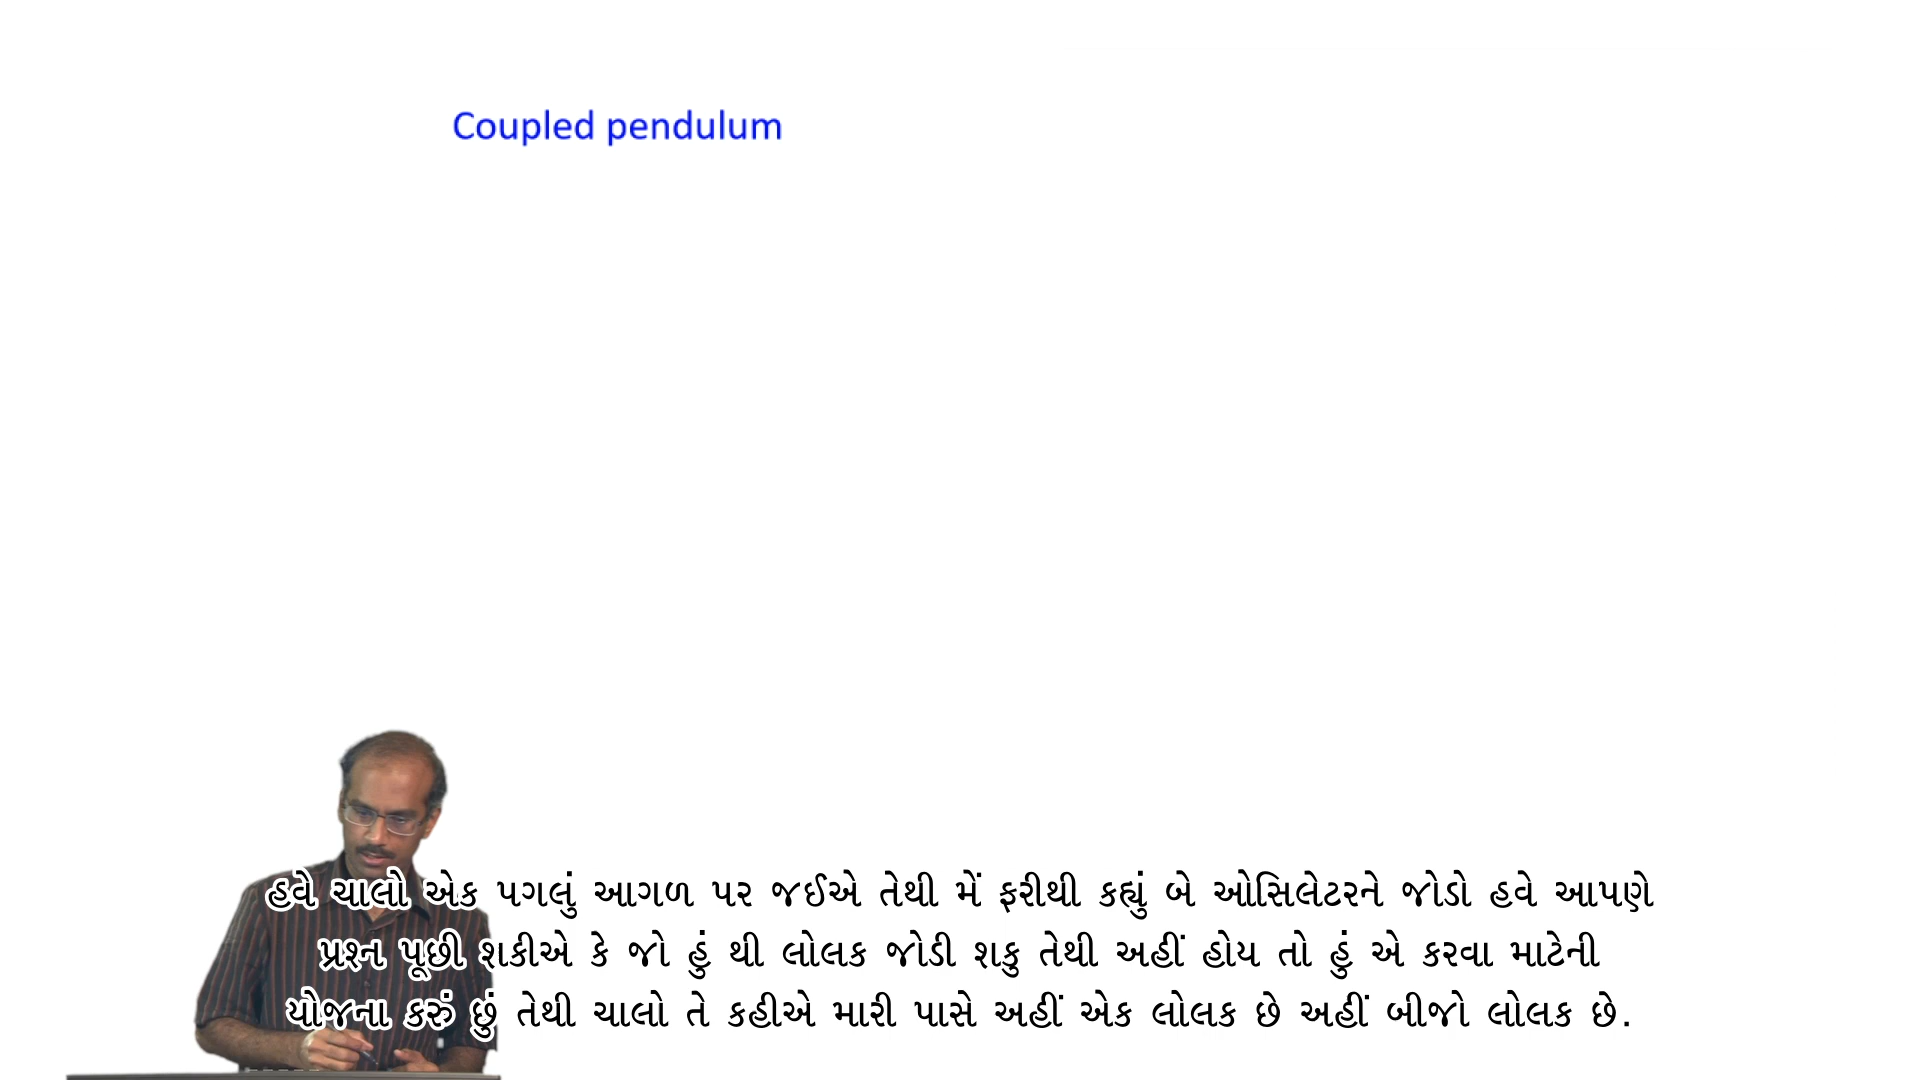 Coupled pendulum
હવે ચાલો એક પગલું આગળ પર જઈએ તેથી મેં ફરીથી કહ્યું બે ઓસિલેટરને જોડો હવે આપણે
પ્રશ્ન પૂછી શકીએ કે જો હું થી લોલક જોડી શકુ તેથી અહીં હોય તો હું એ કરવા માટેની
યોજના કરું છું તેથી ચાલો તે કહીએ મારી પાસે અહીં એક લોલક છે અહીં બીજો લોલક છે.